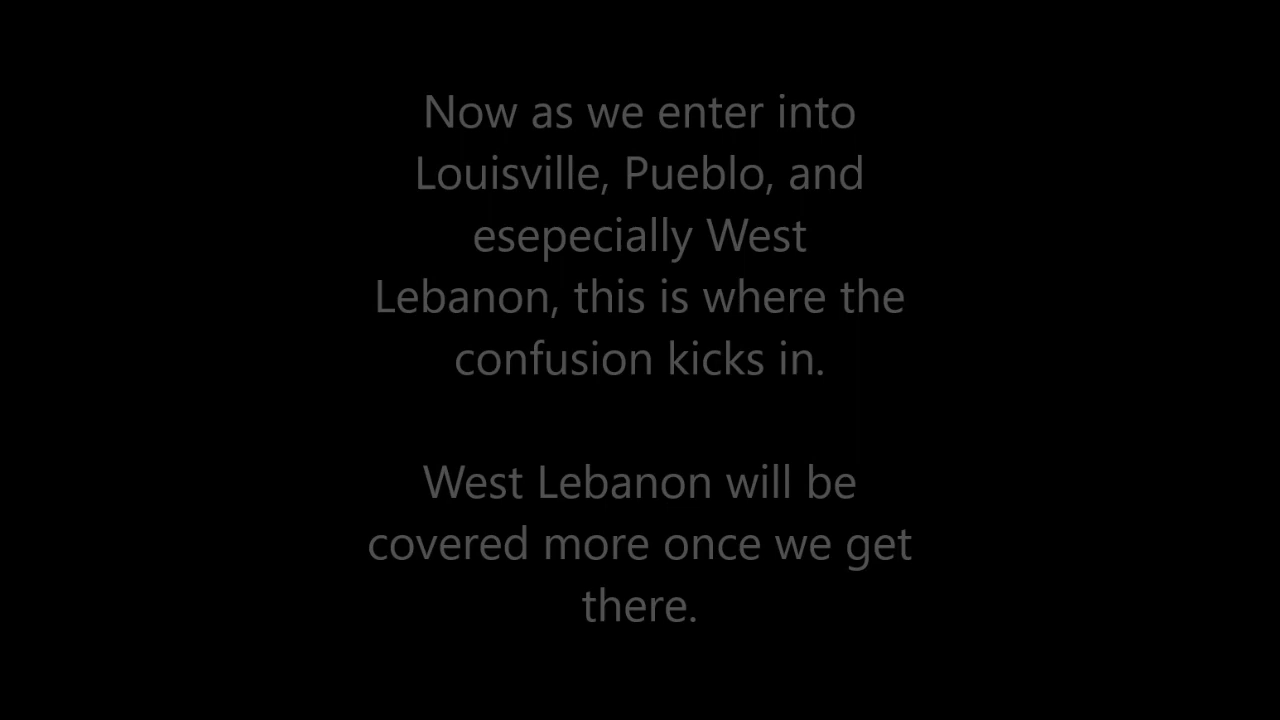 Now as we enter into
Louisville, Pueblo, and
esepecially West
Lebanon, this is where the
confusion kicks in.
West Lebanon will be
covered more once we get
there.